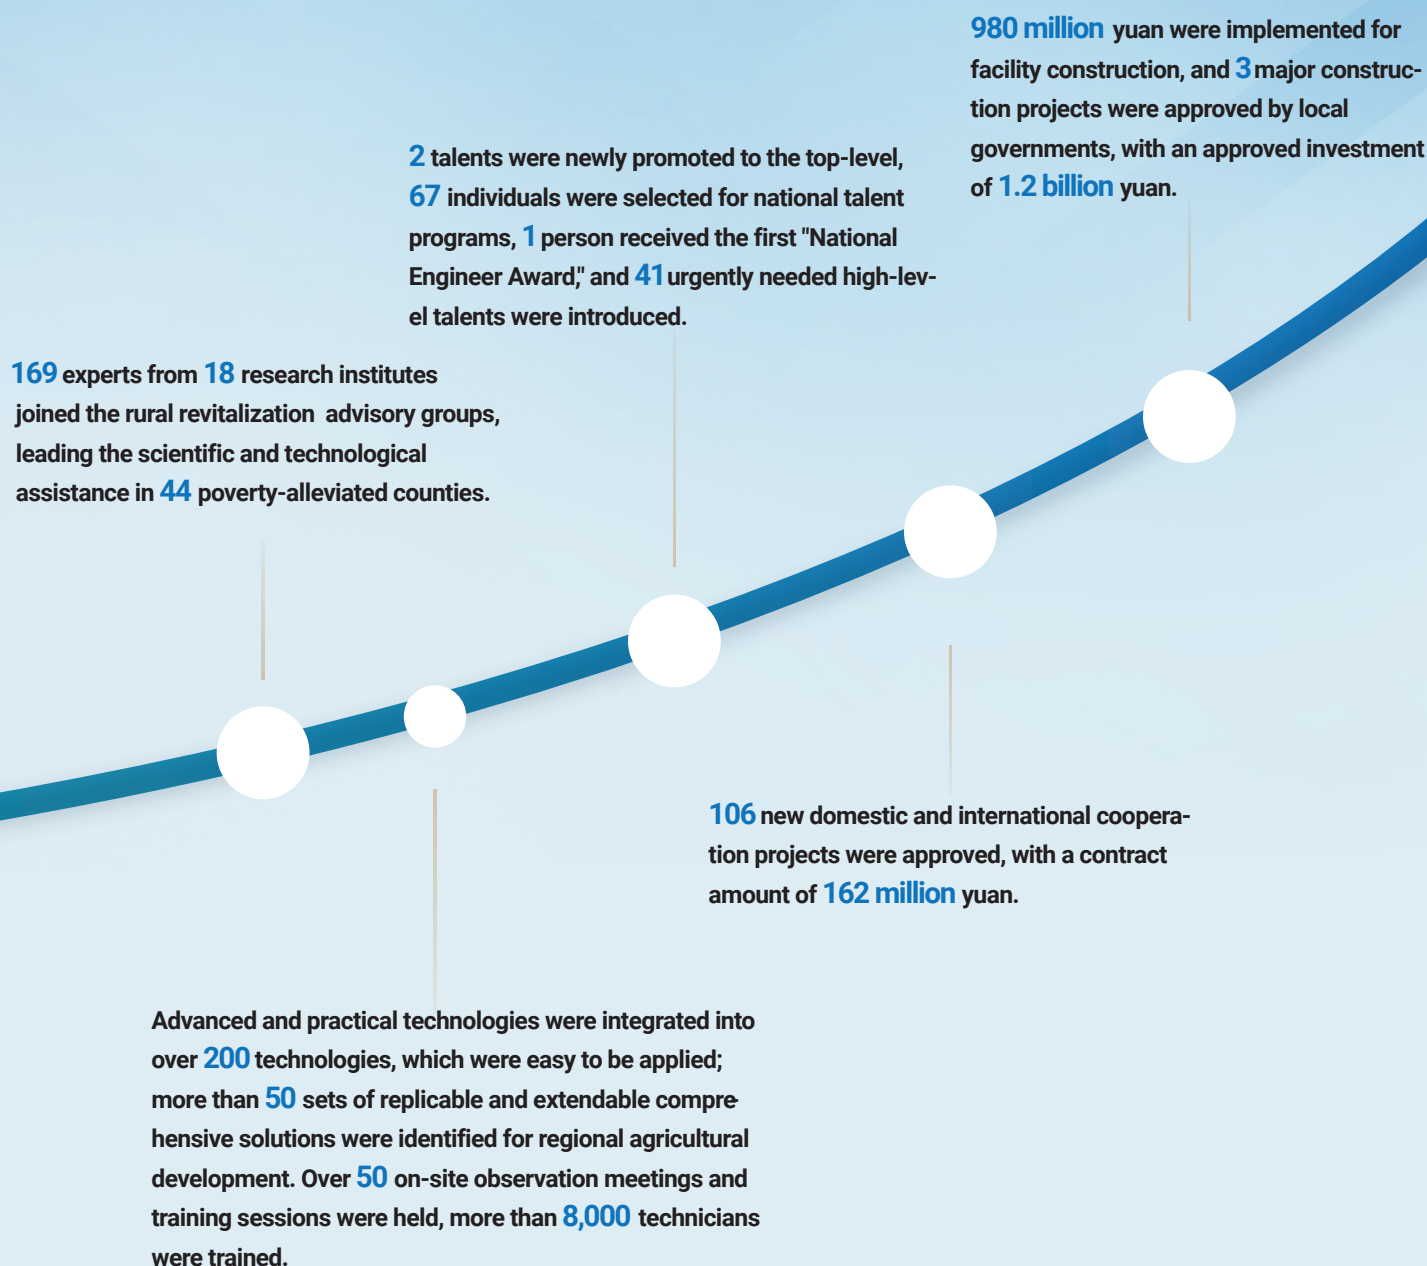 169 experts from 18 research institutes
joined the rural revitalization advisory groups,
leading the scientific and technological
assistance in 44 poverty-alleviated counties.
Advanced and practical technologies were integrated into
over 200 technologies, which were easy to be applied;
more than 50 sets of replicable and extendable compre-
hensive solutions were identified for regional agricultural
development. Over 50 on-site observation meetings and
training sessions were held, more than 8,000 technicians
were trained.
2 talents were newly promoted to the top-level,
67 individuals were selected for national talent
programs, 1 person received the first "National
Engineer Award," and 41 urgently needed high-lev-
el talents were introduced.
106 new domestic and international coopera-
tion projects were approved, with a contract
amount of 162 million yuan.
980 million yuan were implemented for
facility construction, and 3 major construc-
tion projects were approved by local
governments, with an approved investment
of 1.2 billion yuan.